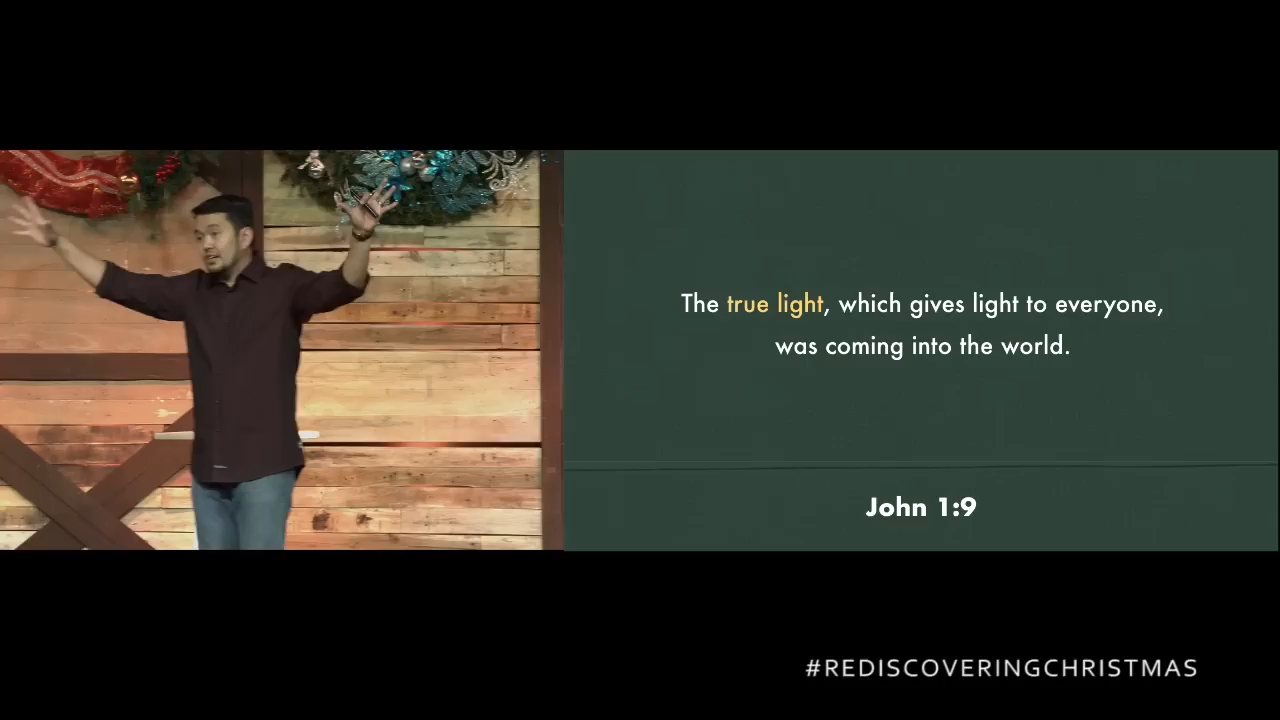 The true light, which gives light to everyone,
was coming into the world.
John 1:9
#REDISCOVERINGCHRISTMAS